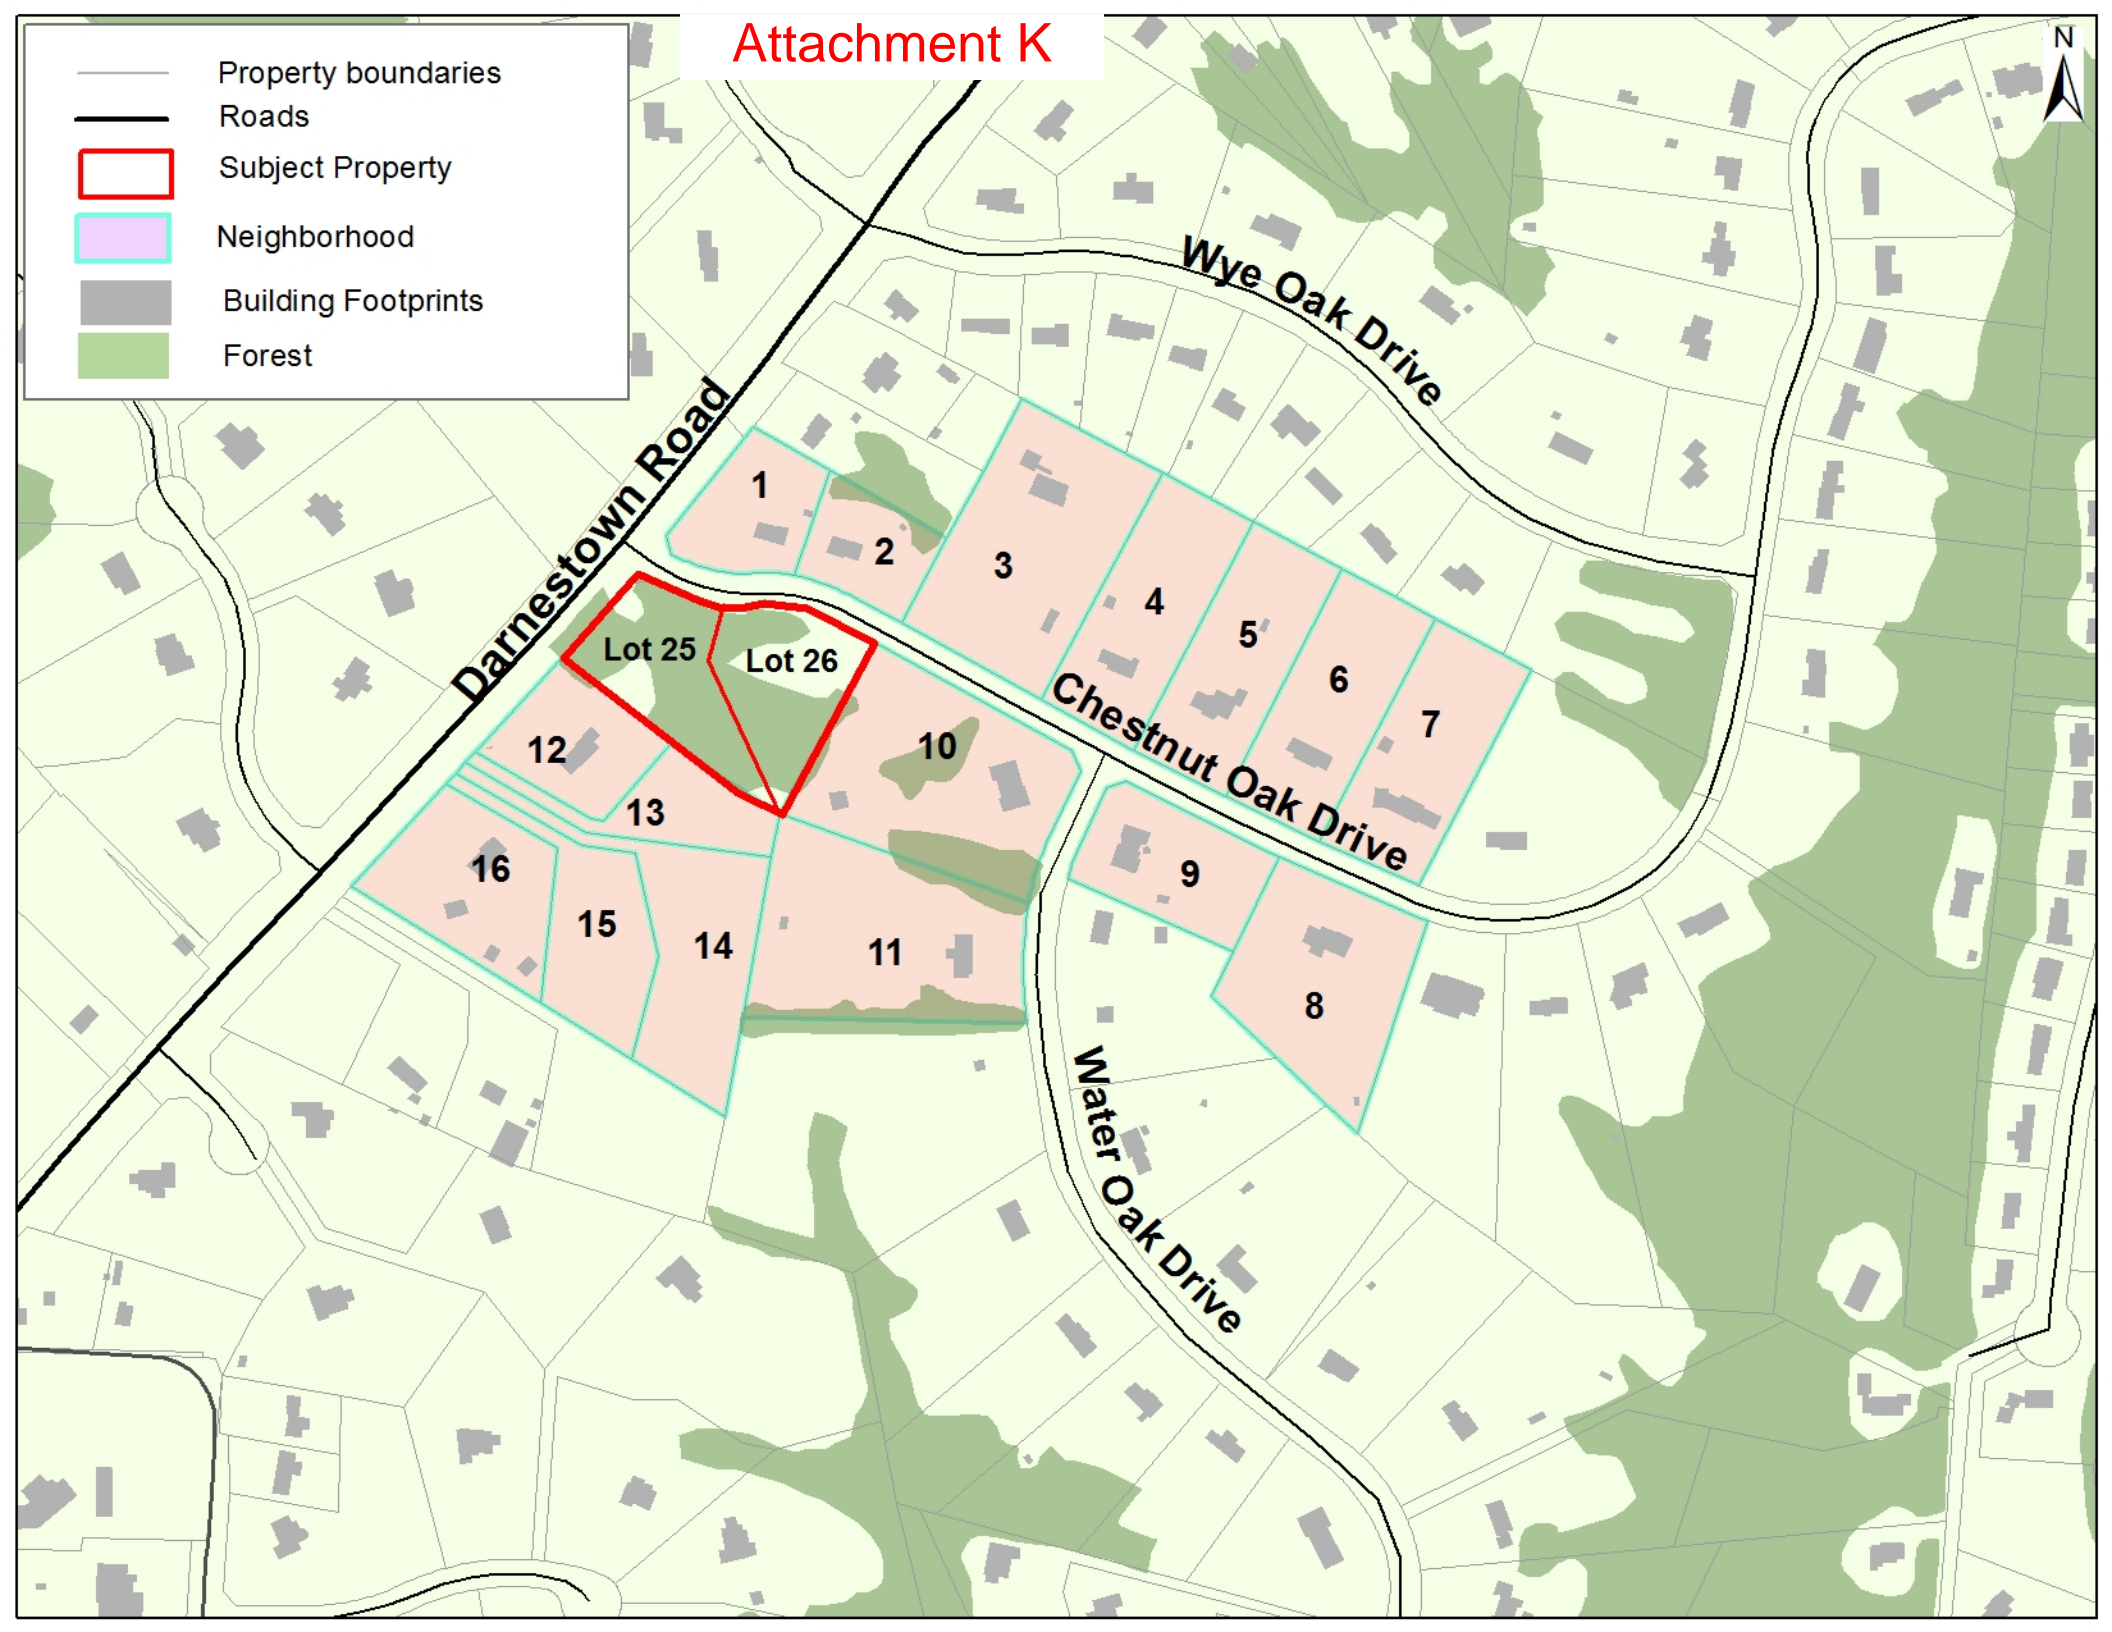 Attachment K
N
Property boundaries
Roads
Subject Property
Neighborhood
Building Footprints
Forest
Wye Oak Drive
Darnestown Road
1
2
3
4
5
6
7
Lot 25
Lot 26
Chestnut Oak Drive
10
12
13
9
16
15
14
11
8
Water Oak Drive